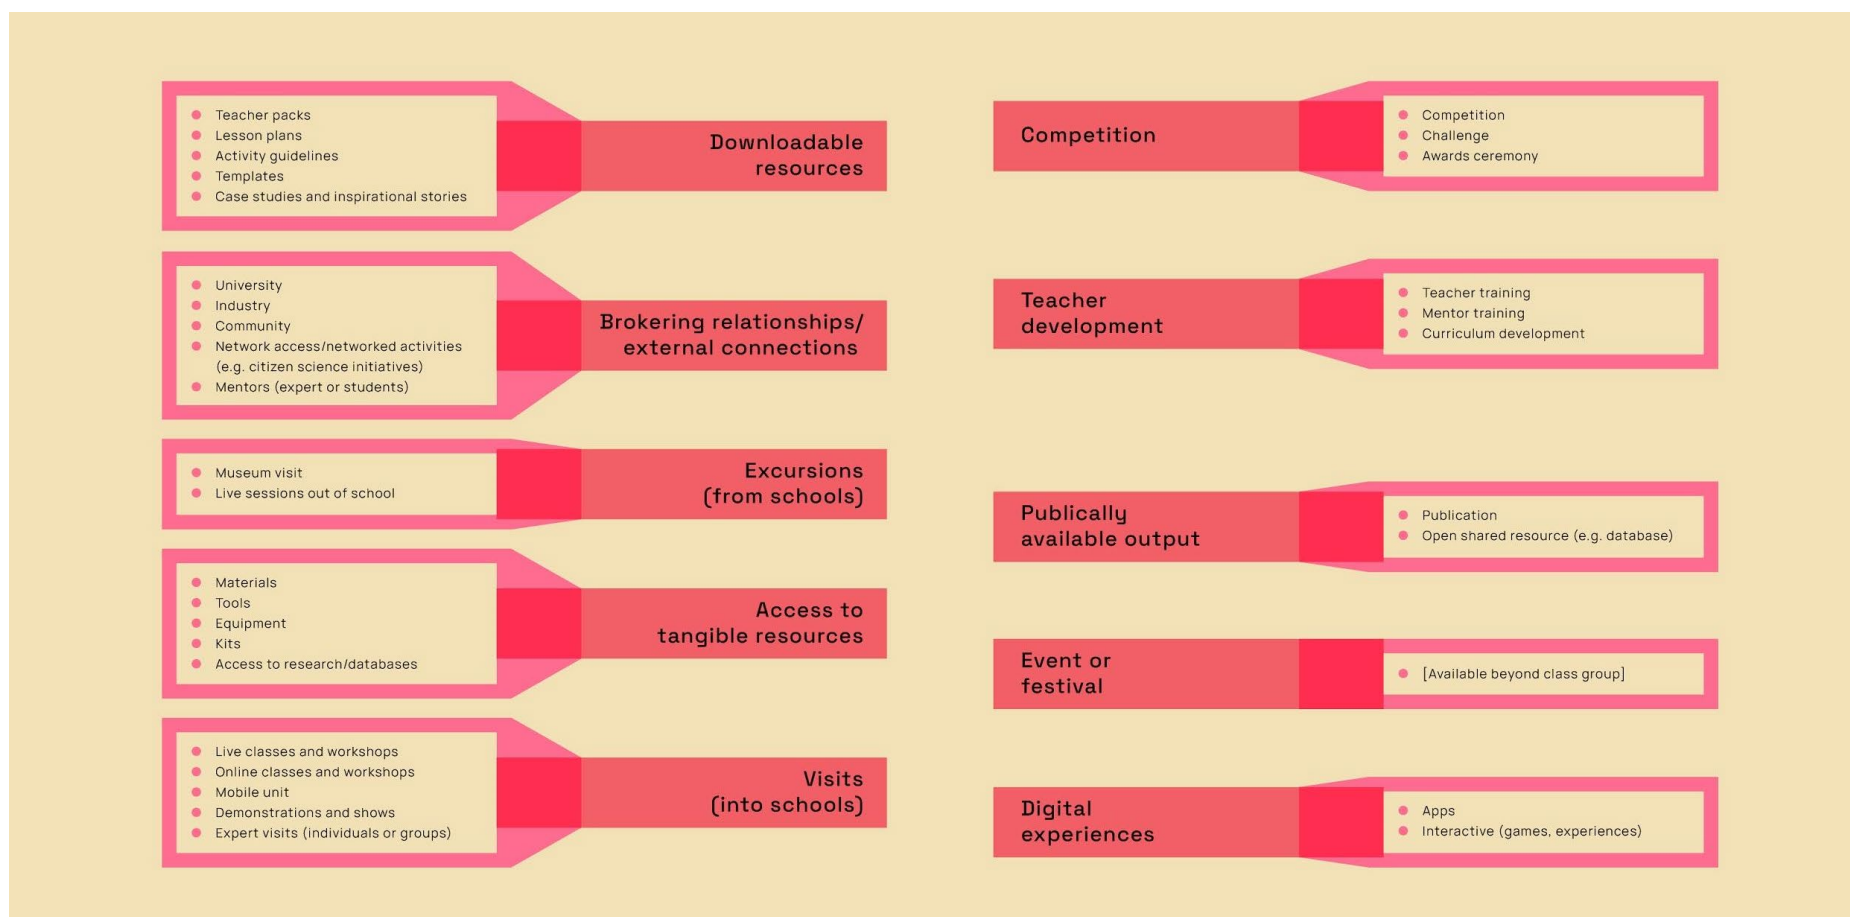 Teacher packs
Lesson plans
Activity guidelines
Templates
Case studies and inspirational stories
Downloadable
resources
University
Industry
Community
Network access/networked activities
(e.g. citizen science initiatives)
Mentors (expert or students)
Brokering relationships/
external connections
Museum visit
Live sessions out of school
Excursions
(from schools)
Materials
Tools
Equipment
Kits
Access to research/databases
Access to
tangible resources
Live classes and workshops
Online classes and workshops
Mobile unit
Demonstrations and shows
Expert visits (individuals or groups)
Visits
(into schools)
Competition
Competition
Challenge
Awards ceremony
Teacher
development
Teacher training
Mentor training
Curriculum development
Publically
available output
Publication
Open shared resource (e.g. database)
Event or
festival
[Available beyond class group]
Digital
experiences
Apps
Interactive (games, experiences)